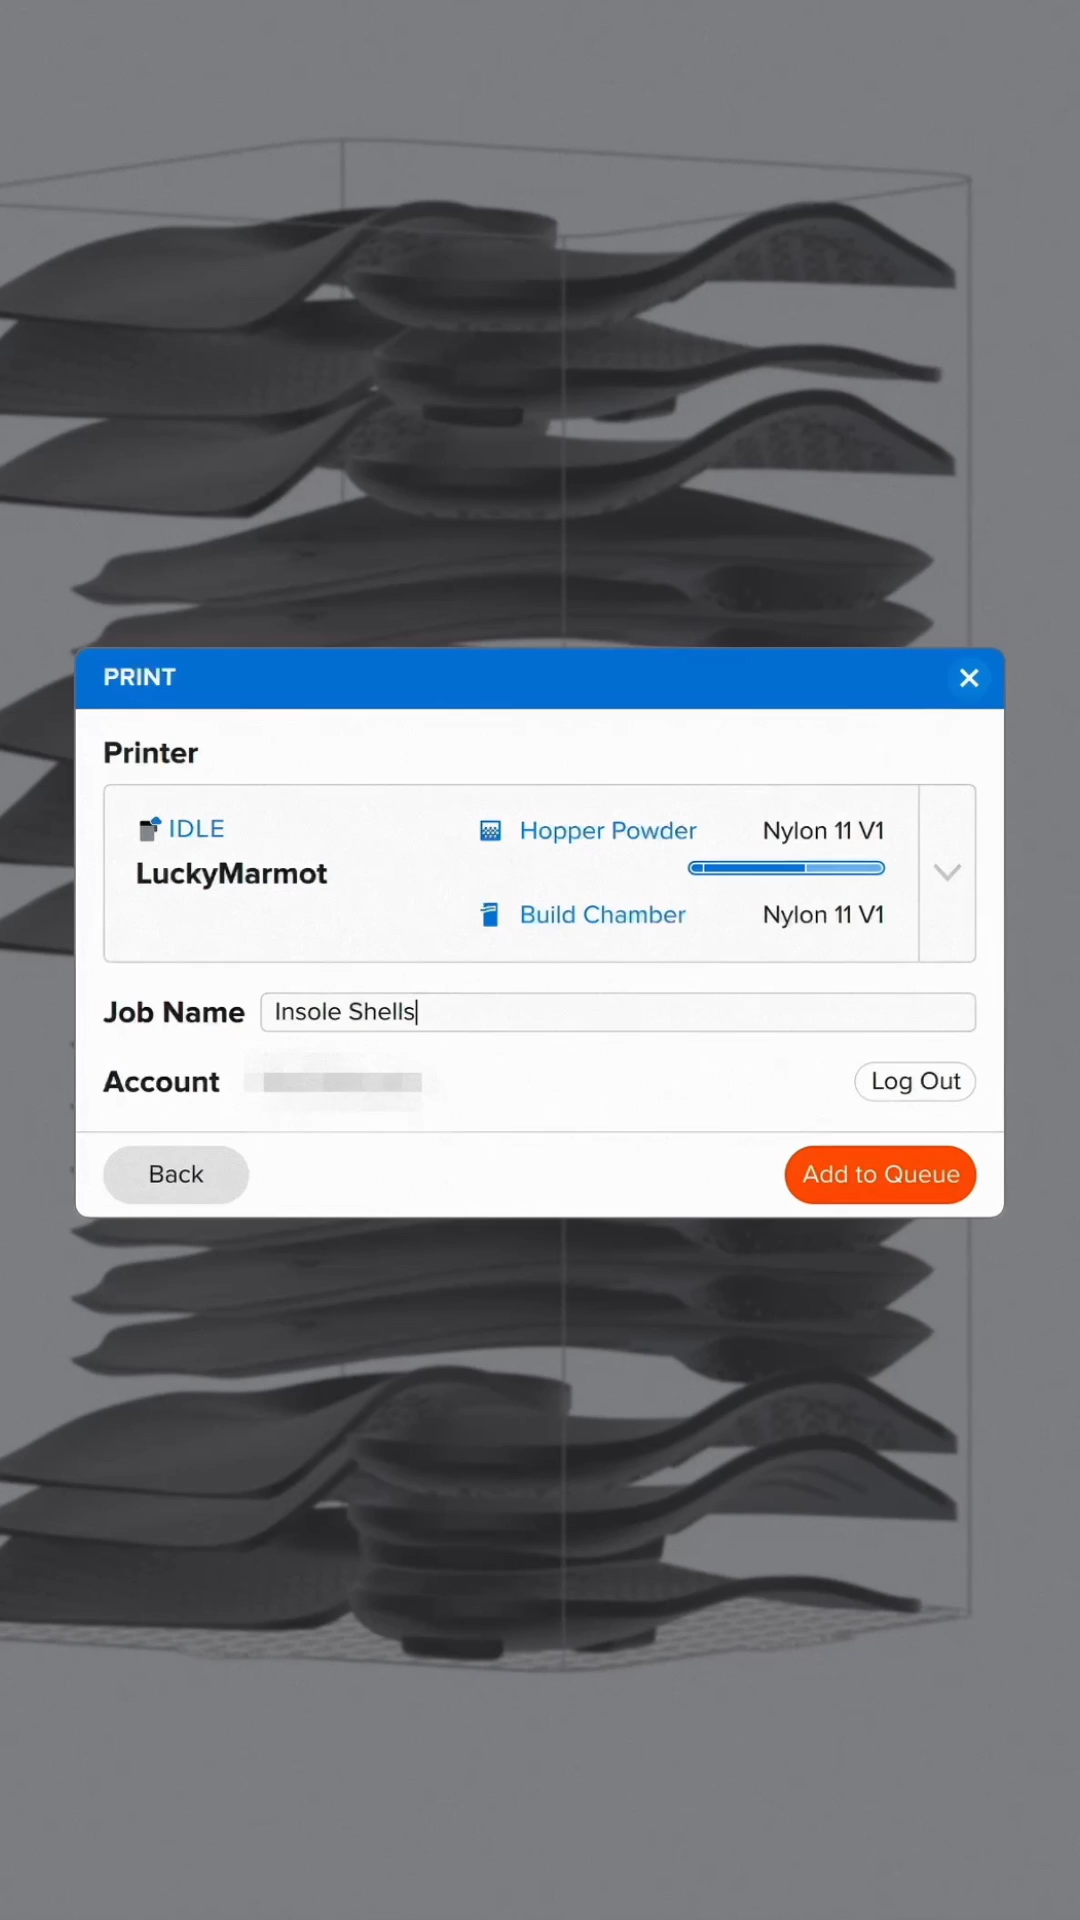 PRINT
Printer
IDLE
LuckyMarmot
Hopper Powder Nylon 11 V1
Build Chamber Nylon 11 V1
Job Name Insole Shells
Account Log Out
Back Add to Queue